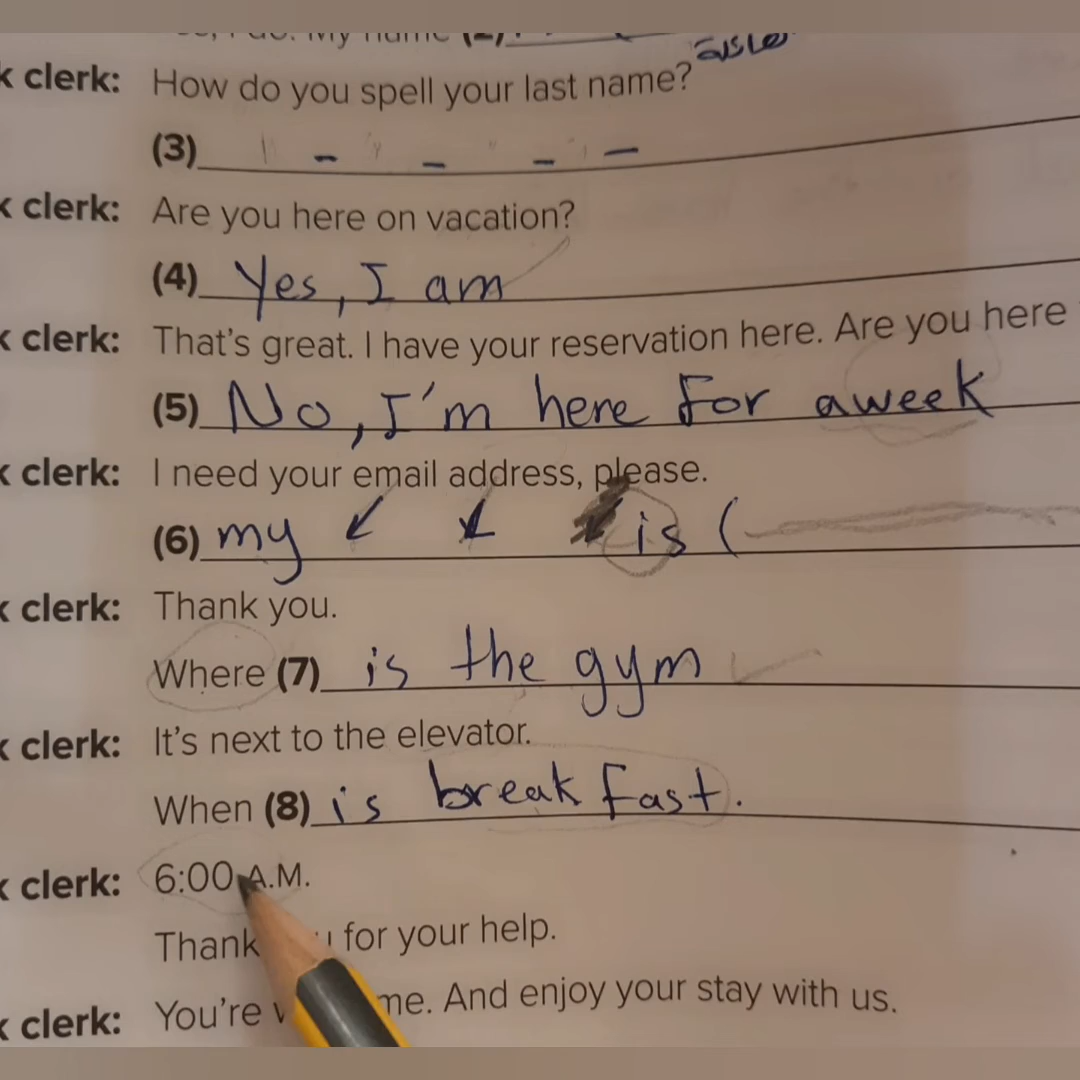 My name (2)
k clerk: How do you spell your last name?
(3) - - - -
k clerk: Are you here on vacation?
(4) Yes, I am
k clerk: That's great. I have your reservation here. Are you here
(5) No, I'm here for aweek
k clerk: I need your email address, please.
(6) my is (
k clerk: Thank you.
Where (7) is the gym
k clerk: It's next to the elevator.
When (8) is breakfast.
k clerk: 6:00 A.M.
Thank for your help.
k clerk: You're me. And enjoy your stay with us.